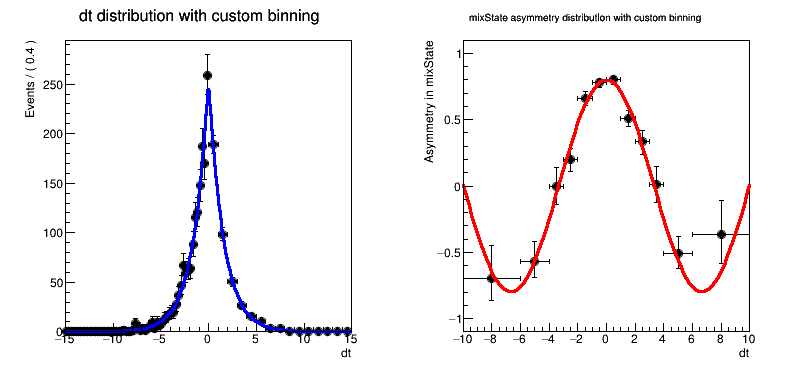 dt distribution with custom binning
Events / ( 0.4 )
250
200
150
100
50
0
−15 −10 −5 0 5 10 15
dt
mixState asymmetry distribution with custom binning
Asymmetry in mixState
1
0.5
0
−0.5
−1
−10 −8 −6 −4 −2 0 2 4 6 8 10
dt